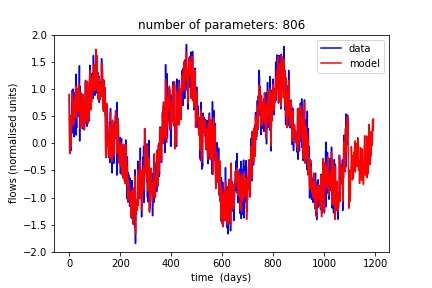 number of parameters: 806
data
model
flows (normalised units)
2.0
1.5
1.0
0.5
0.0
−0.5
−1.0
−1.5
−2.0
0 200 400 600 800 1000 1200
time (days)